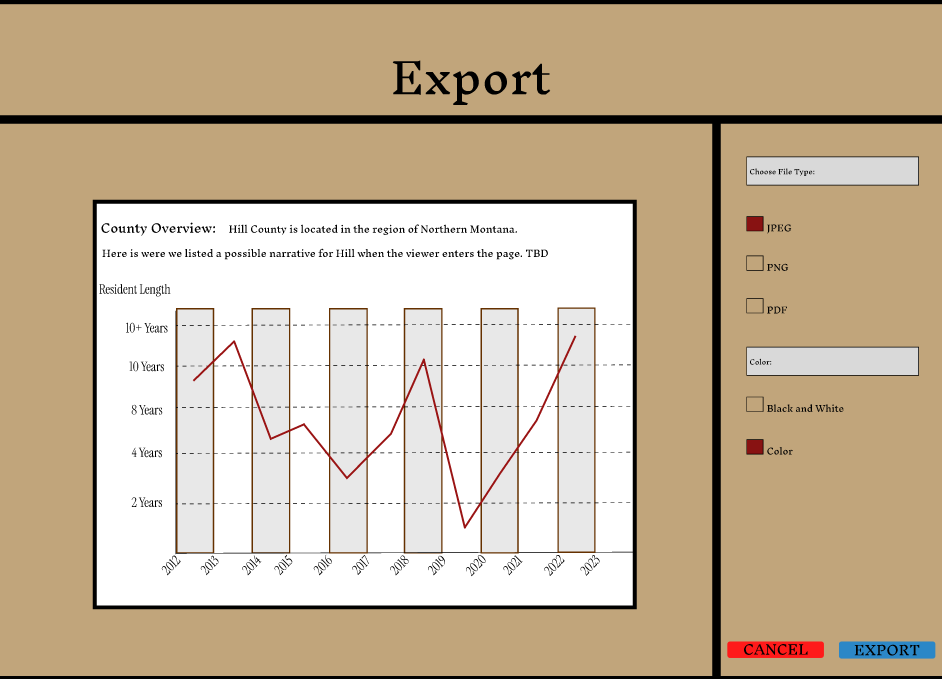 Export
County Overview: Hill County is located in the region of Northern Montana.
Here is were we listed a possible narrative for Hill when the viewer enters the page. TBD
Resident Length
10+ Years
10 Years
8 Years
4 Years
2 Years
2012 2013 2014 2015 2016 2017 2018 2019 2020 2021 2022 2023
Choose File Type:
JPEG
PNG
PDF
Color:
Black and White
Color
CANCEL EXPORT